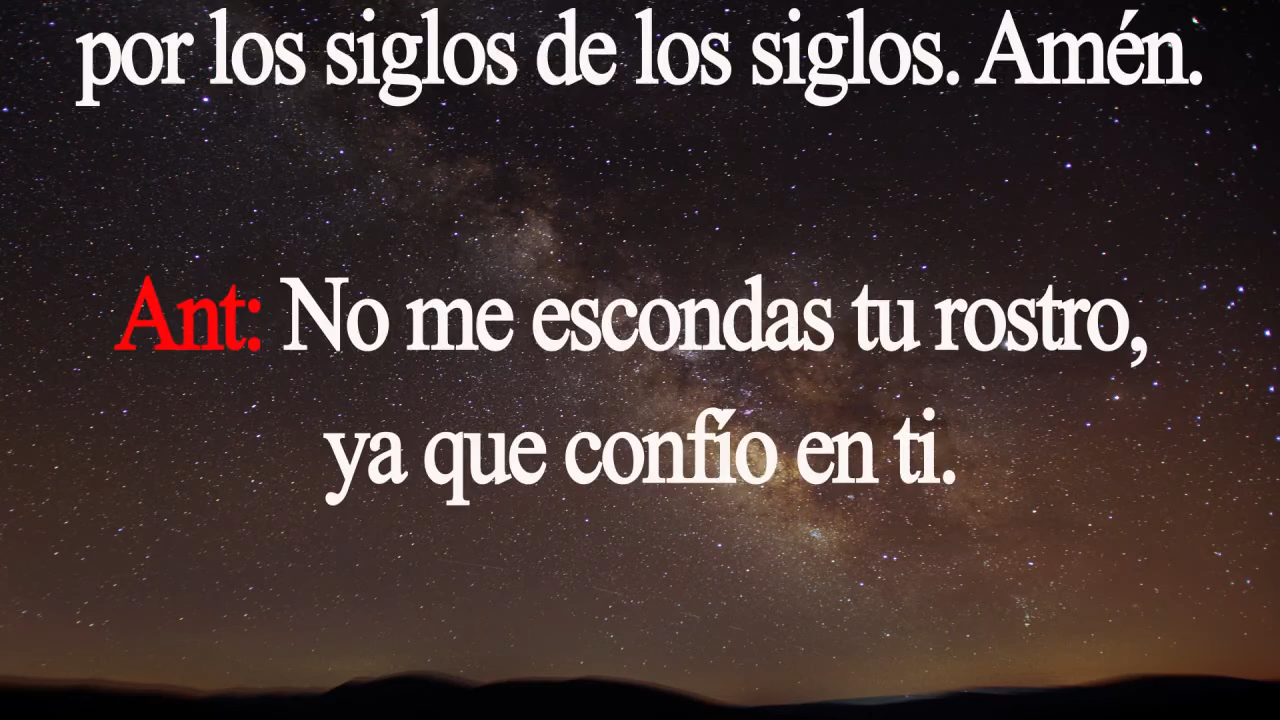 por los siglos de los siglos. Amén.
Ant: No me escondas tu rostro,
ya que confío en ti.